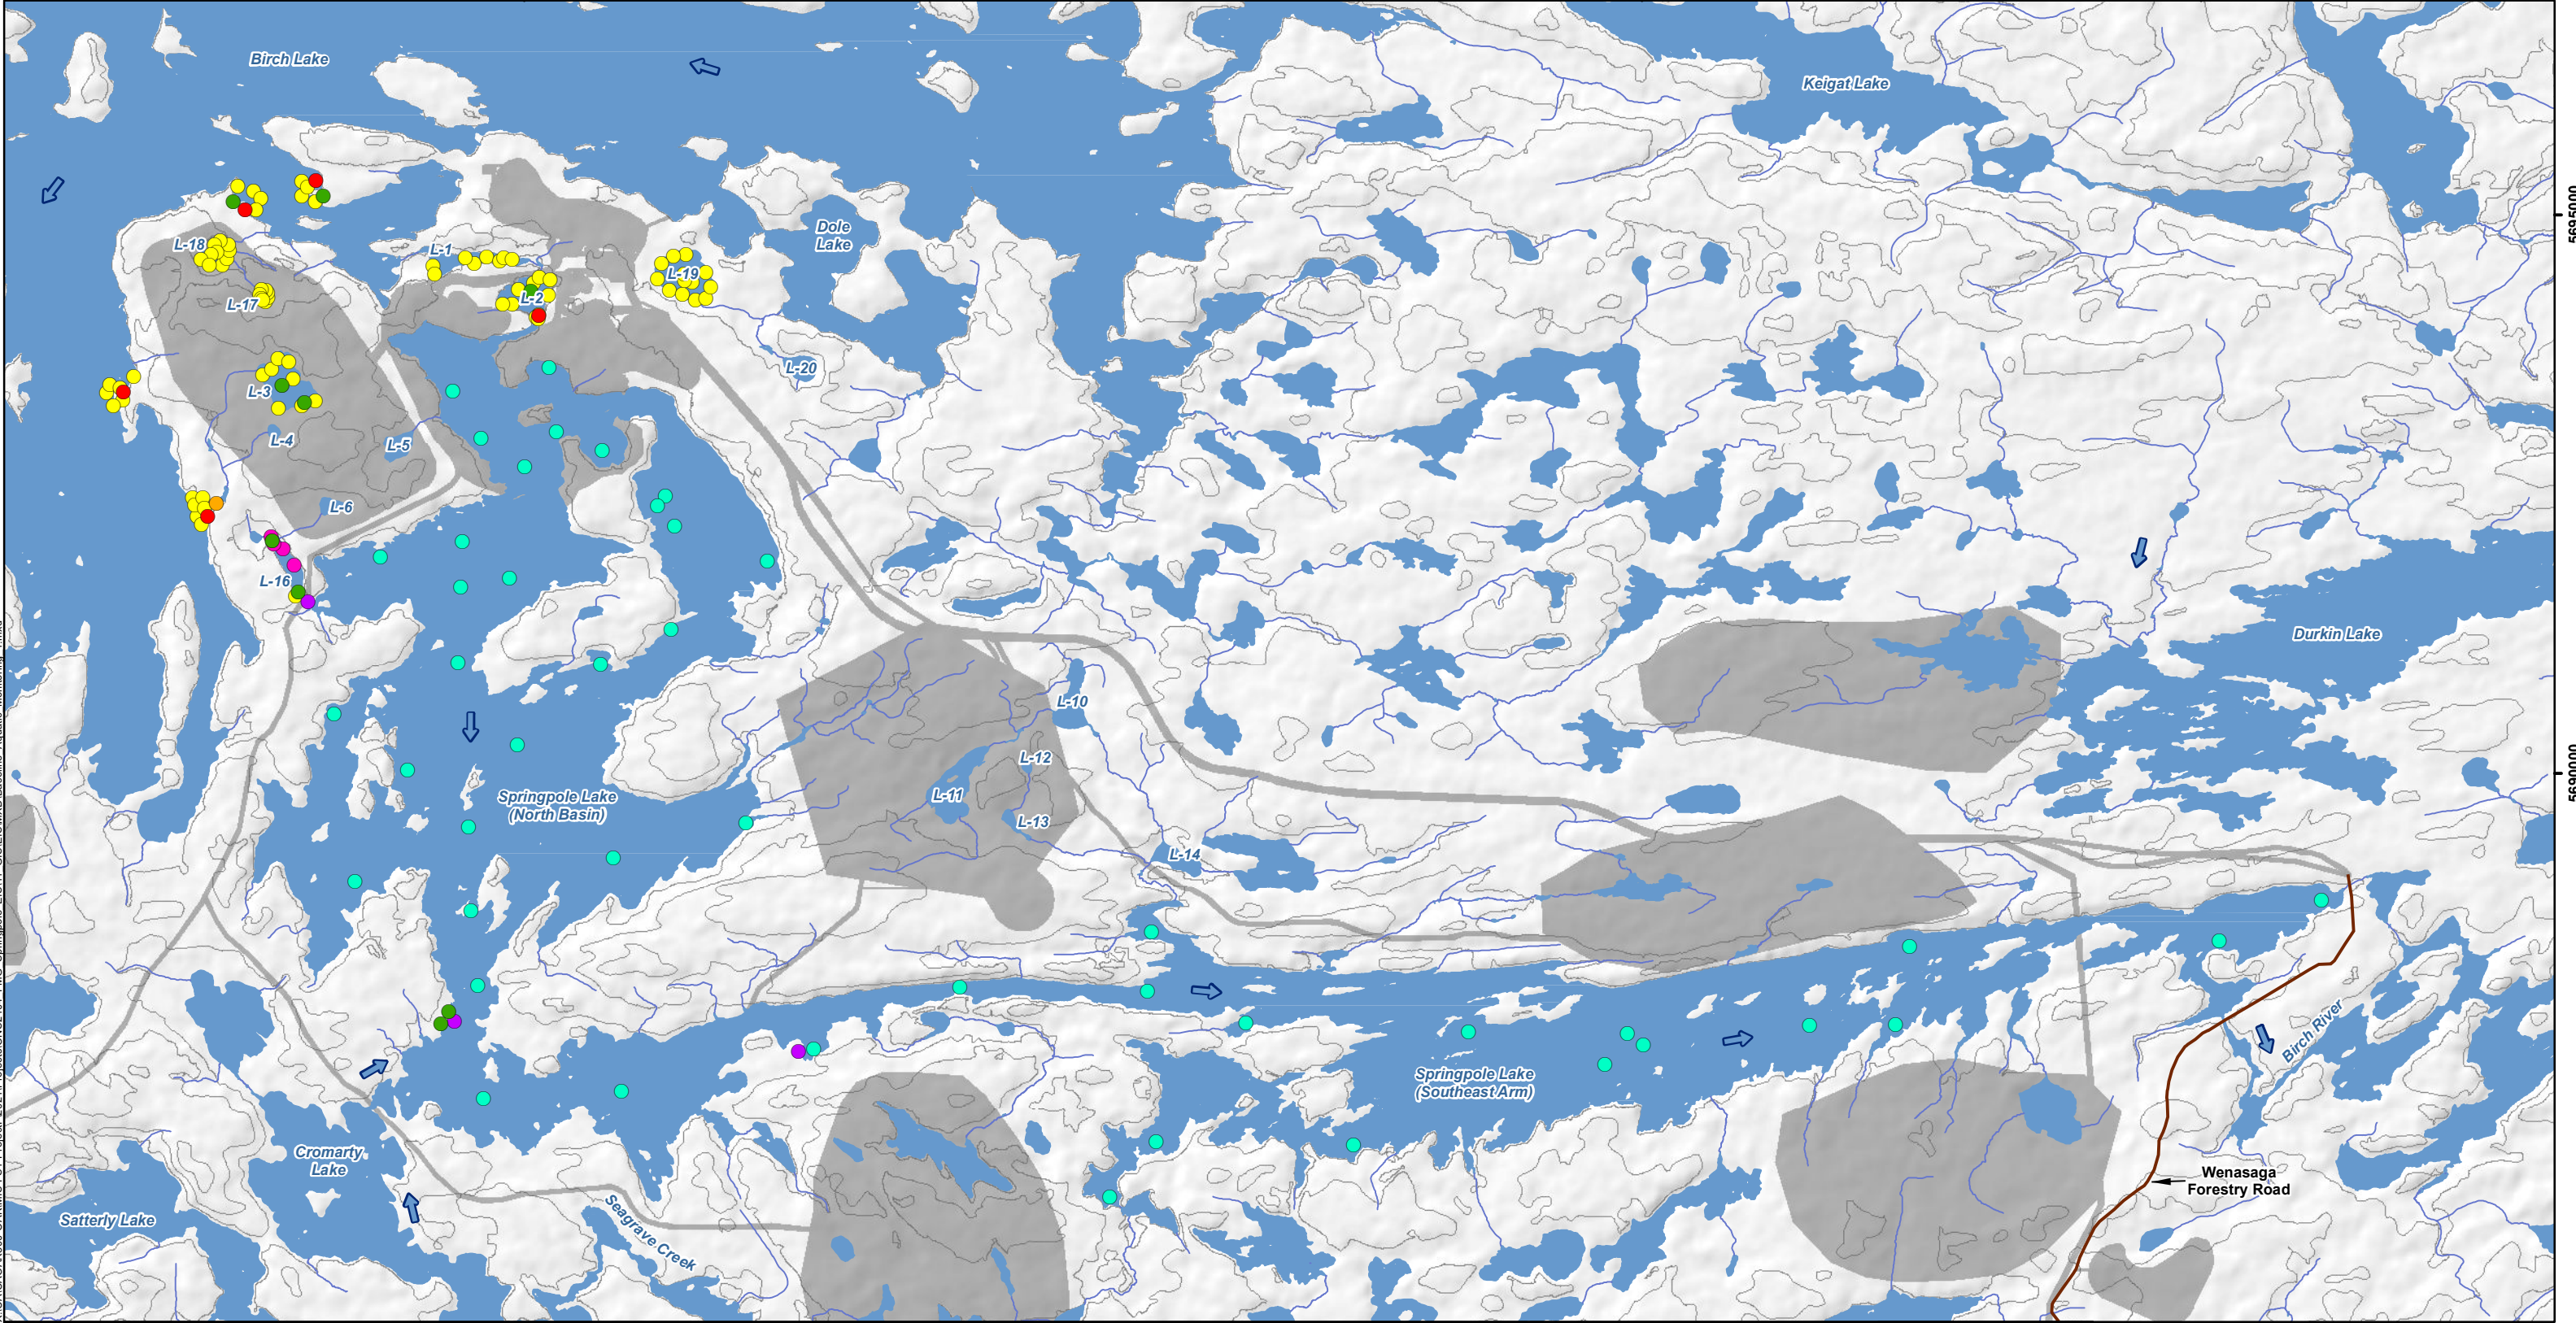 Birch Lake
Keigat Lake
5695000
Dole
Lake
L-18
L-1
L-19
L-2
L-17
L-20
L-3
L-4
L-5
L-6
L-16
Durkin Lake
L-10
L-12
L-11
L-13
Springpole Lake
(North Basin)
5690000
L-14
Birch River
Springpole Lake
(Southeast Arm)
Cromarty
Lake
Wenasaga
Forestry Road
Satterly Lake
Seagrave Creek